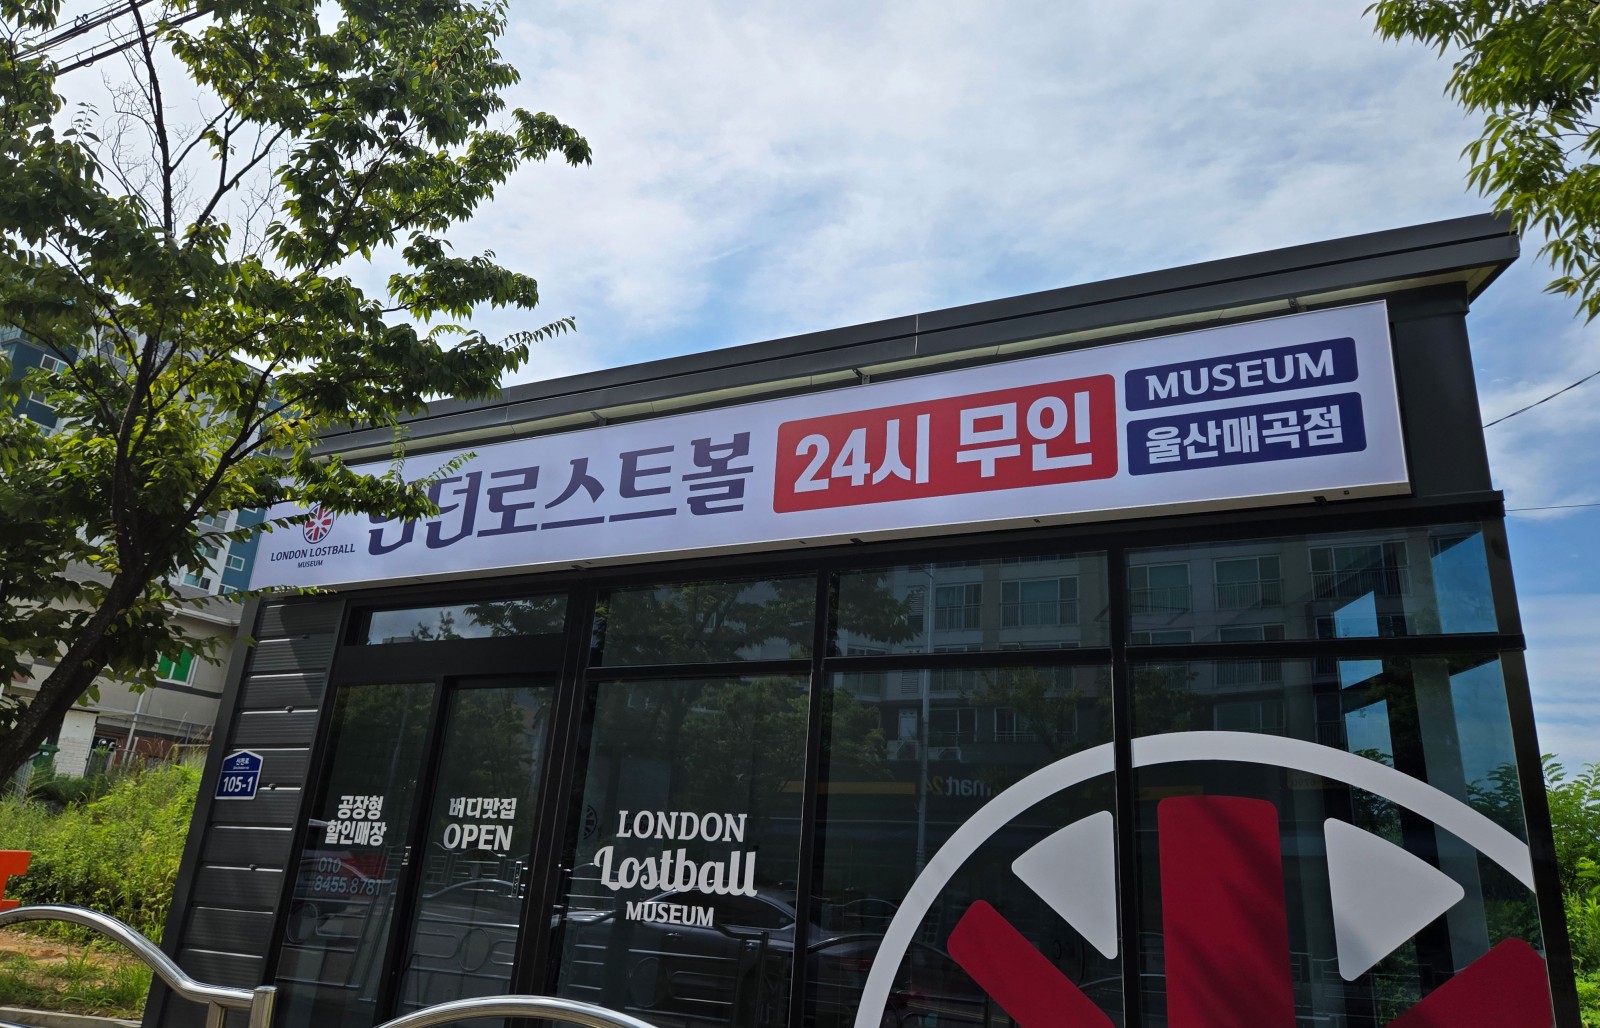 LONDON LOSTBALL
MUSEUM
런던로스트볼
24시 무인
MUSEUM
울산매곡점
105-1
공장형
할인매장
010
8455.8781
버디맛집
OPEN
LONDON
Lostball
MUSEUM